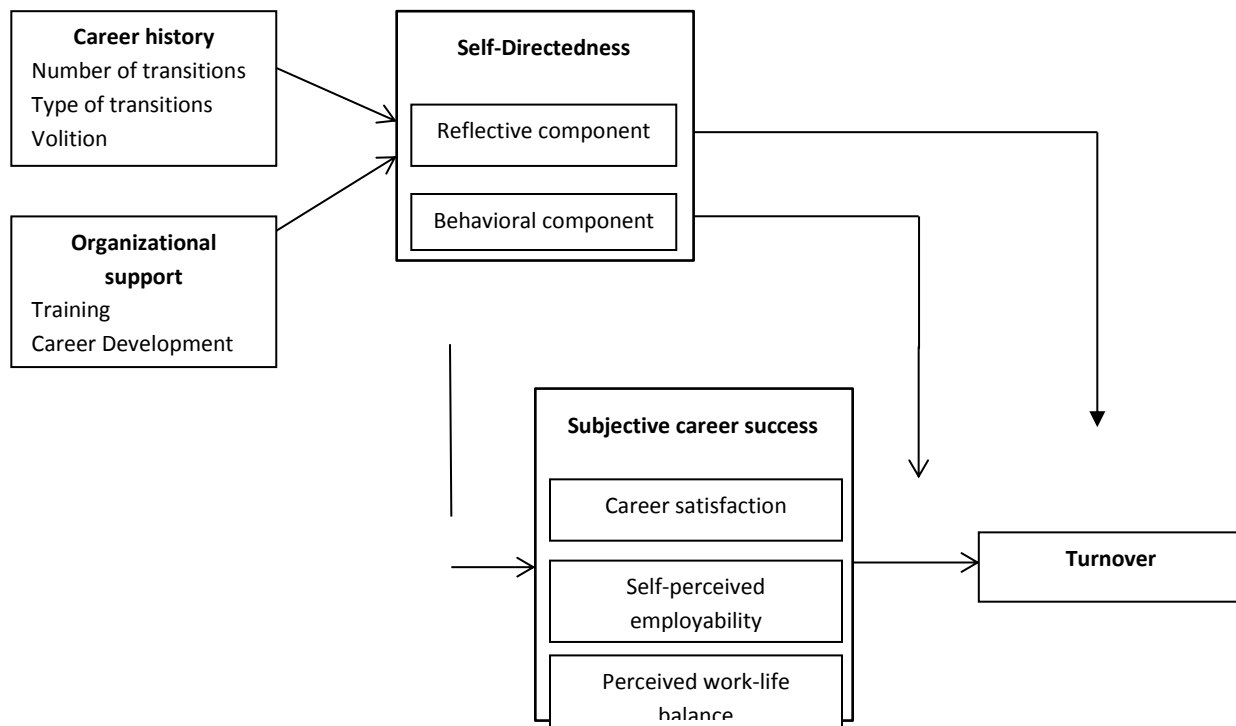 Career history
Number of transitions
Type of transitions
Volition
Organizational
support
Training
Career Development
Self-Directedness
Reflective component
Behavioral component
Subjective career success
Career satisfaction
Self-perceived
employability
Perceived work-life
balance
Turnover